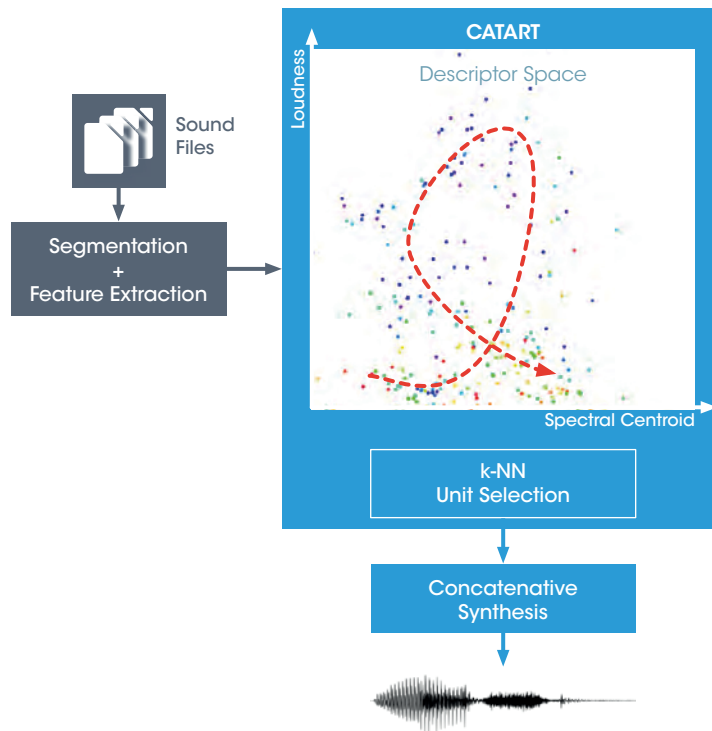 CATART
Loudness
Descriptor Space
Sound
Files
Segmentation
+
Feature Extraction
Spectral Centroid
k-NN
Unit Selection
Concatenative
Synthesis